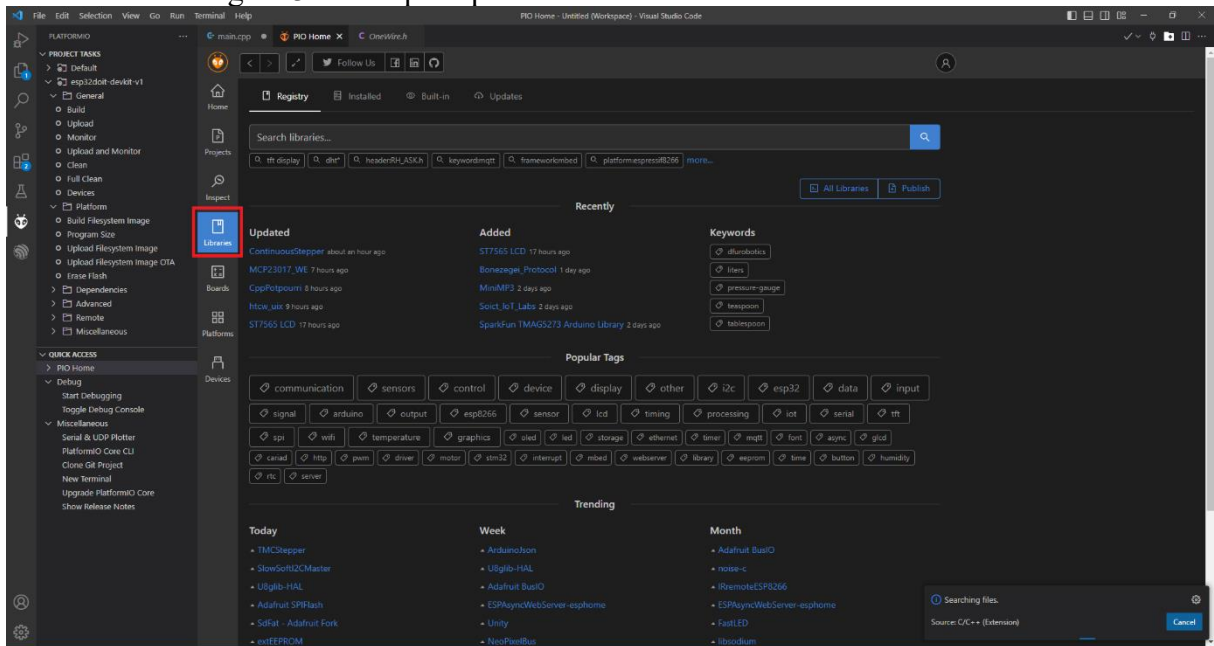 File Edit Selection View Go Run Terminal Help
PIO Home - Untitled (Workspace) - Visual Studio Code
PLATFORMIO
main.cpp
PIO Home
OneWire.h
PROJECT TASKS
Default
esp32doit-devkit-v1
General
Build
Upload
Monitor
Upload and Monitor
Clean
Full Clean
Devices
Platform
Build Filesystem Image
Program Size
Upload Filesystem Image
Upload Filesystem Image OTA
Erase Flash
Dependencies
Advanced
Remote
Miscellaneous
QUICK ACCESS
PIO Home
Debug
Start Debugging
Toggle Debug Console
Miscellaneous
Serial & UDP Plotter
PlatformIO Core CLI
Clone Git Project
New Terminal
Upgrade PlatformIO Core
Show Release Notes
Home
Projects
Inspect
Libraries
Boards
Platforms
Devices
Follow Us
Registry Installed Built-in Updates
Search libraries...
tft display dht* header:RH_ASK.h keyword:mqtt framework:mbed platform:espressif8266 more...
All Libraries Publish
Recently
Updated Added Keywords
ContinuousStepper about an hour ago ST7565 LCD 17 hours ago dfurobotics
MCP23017_WE 7 hours ago Bonezegei_Protocol 1 day ago liters
CppPotpourri 8 hours ago MiniMP3 2 days ago pressure-gauge
htcw_uix 9 hours ago Soict_IoT_Labs 2 days ago teaspoon
ST7565 LCD 17 hours ago SparkFun TMAG5273 Arduino Library 2 days ago tablespoon
Popular Tags
communication sensors control device display other i2c esp32 data input
signal arduino output esp8266 sensor lcd timing processing iot serial tft
spi wifi temperature graphics oled led storage ethernet timer mqtt font async glcd
cariad http pwm driver motor stm32 interrupt mbed webserver library eeprom time button humidity
rtc server
Trending
Today Week Month
TMCStepper ArduinoJson Adafruit BusIO
SlowSoftI2CMaster U8glib-HAL noise-c
U8glib-HAL Adafruit BusIO IRremoteESP8266
Adafruit SPIFlash ESPAsyncWebServer-esphome ESPAsyncWebServer-esphome
SdFat - Adafruit Fork Unity FastLED
extEEPROM NeoPixelBus libsodium
Searching files.
Source: C/C++ (Extension)
Cancel